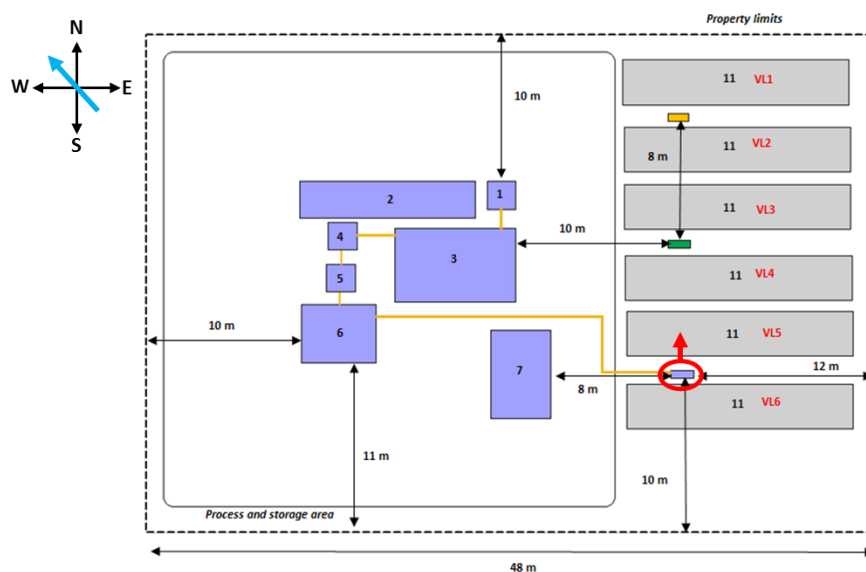 Property limits
N
W E
S
11 VL1
10 m
11 VL2
8 m
2
1
11 VL3
4
3
10 m
5
11 VL4
10 m
6
7
11 VL5
12 m
8 m
11 VL6
11 m
10 m
Process and storage area
48 m